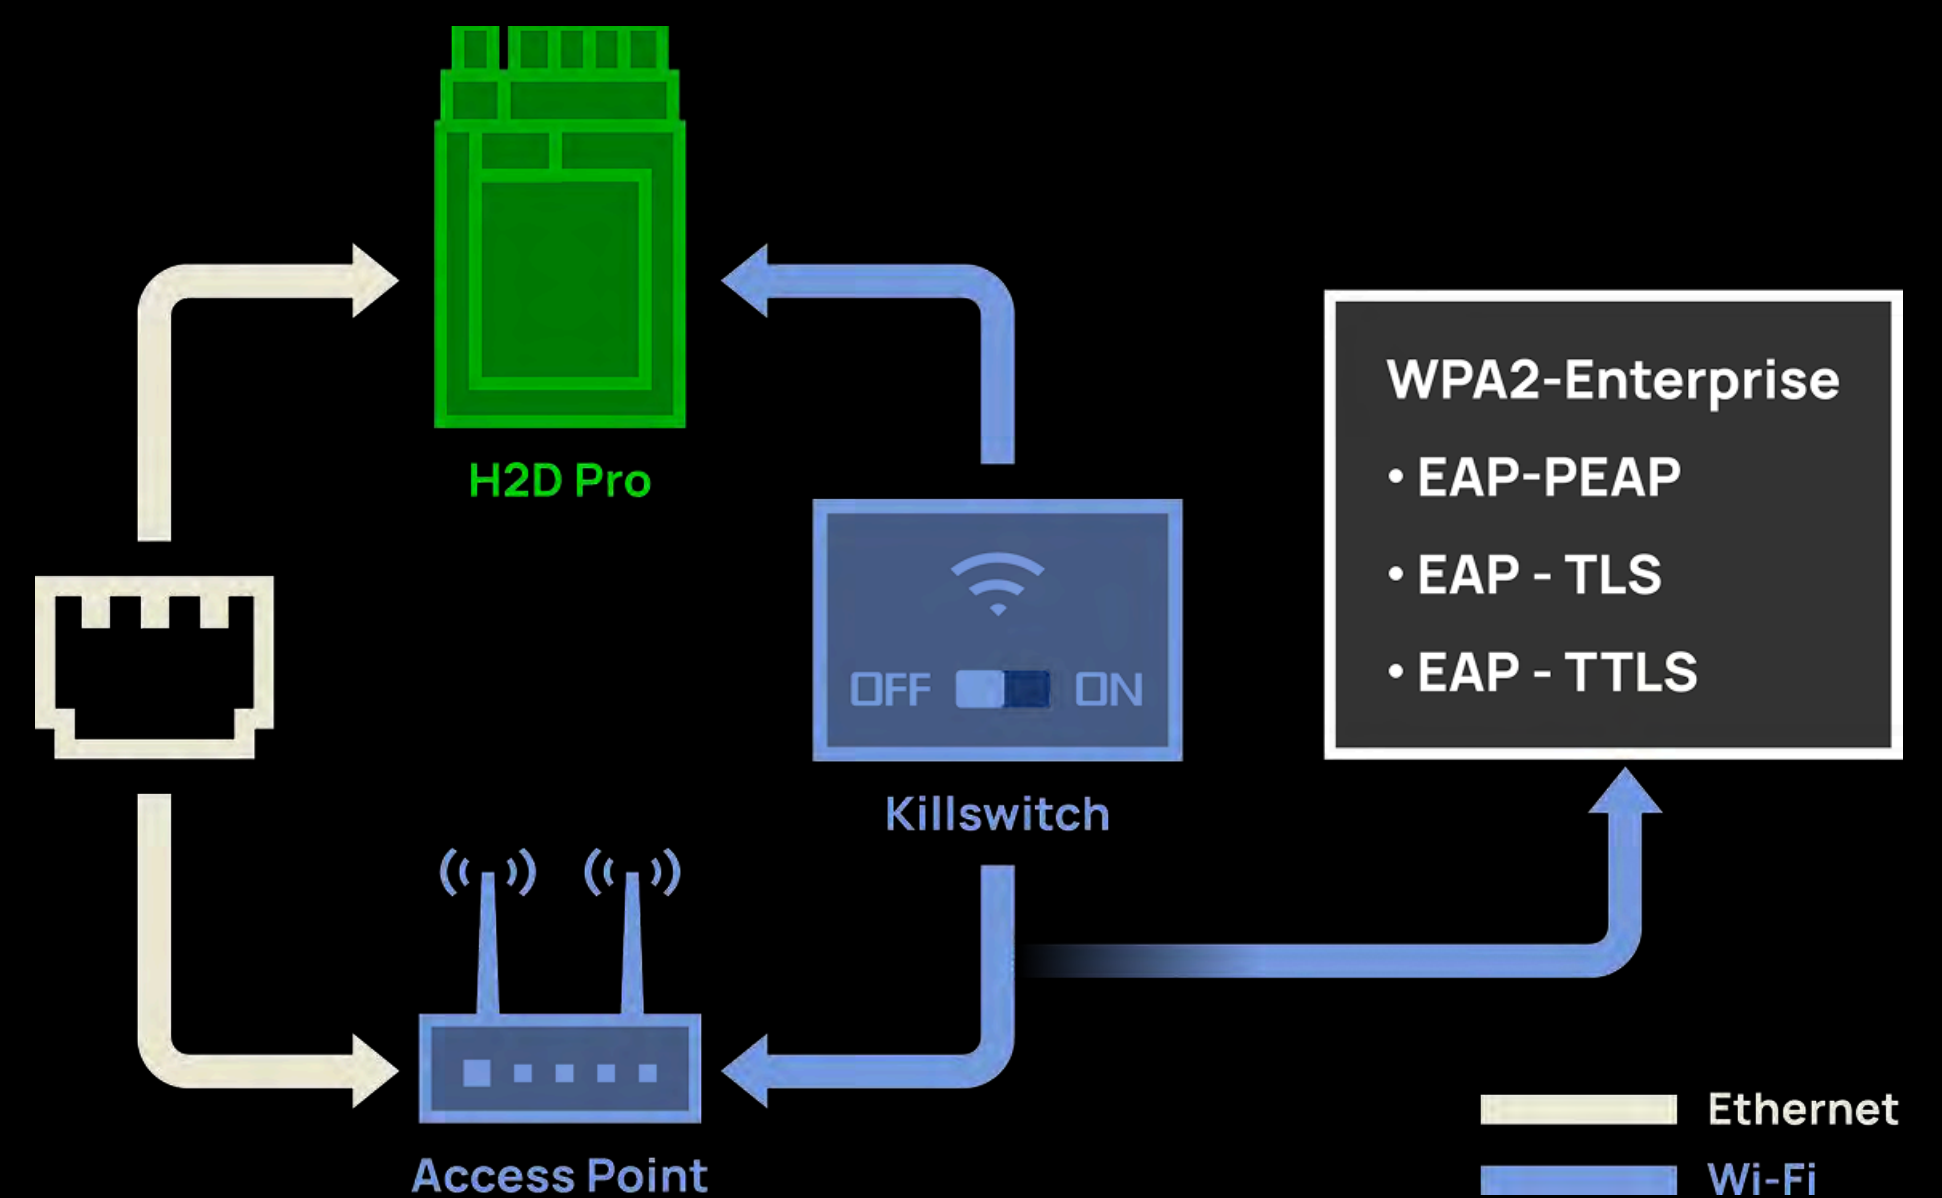 H2D Pro
WPA2-Enterprise
• EAP-PEAP
• EAP - TLS
• EAP - TTLS
OFF ON
Killswitch
Access Point
Ethernet
Wi-Fi